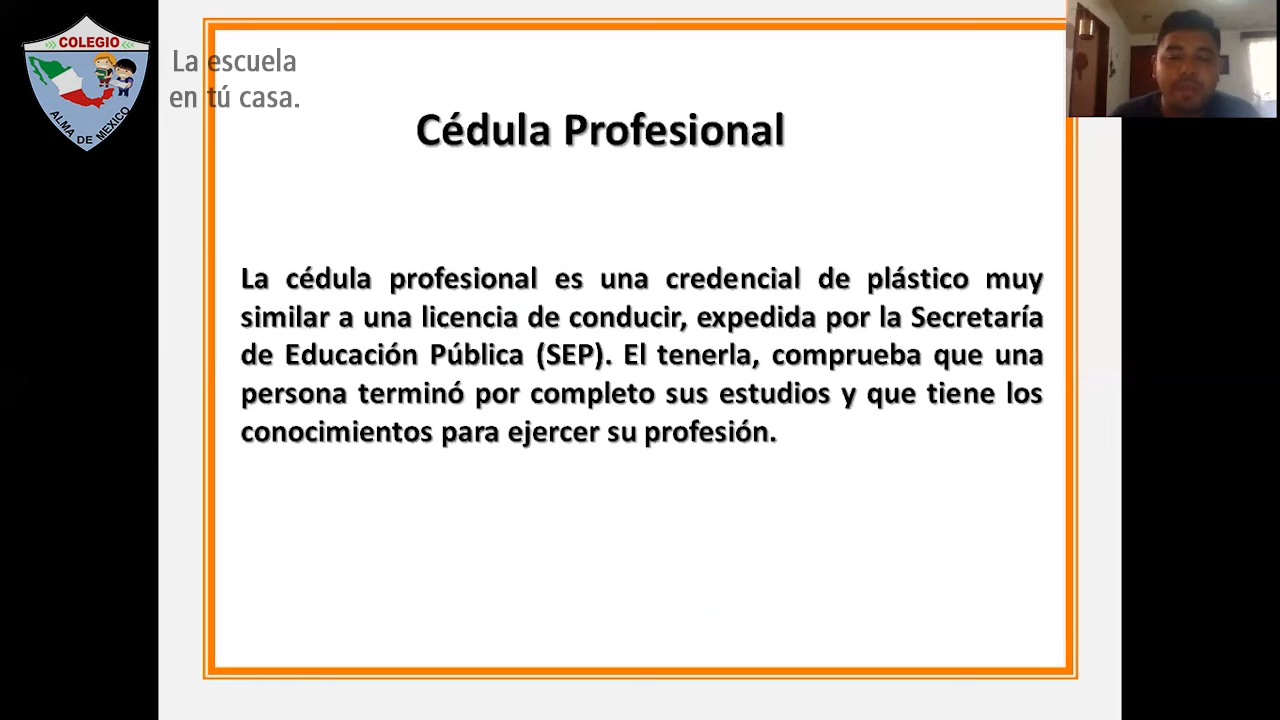 COLEGIO
ALMA DE MEXICO
La escuela
en tú casa.
Cédula Profesional
La cédula profesional es una credencial de plástico muy
similar a una licencia de conducir, expedida por la Secretaría
de Educación Pública (SEP). El tenerla, comprueba que una
persona terminó por completo sus estudios y que tiene los
conocimientos para ejercer su profesión.